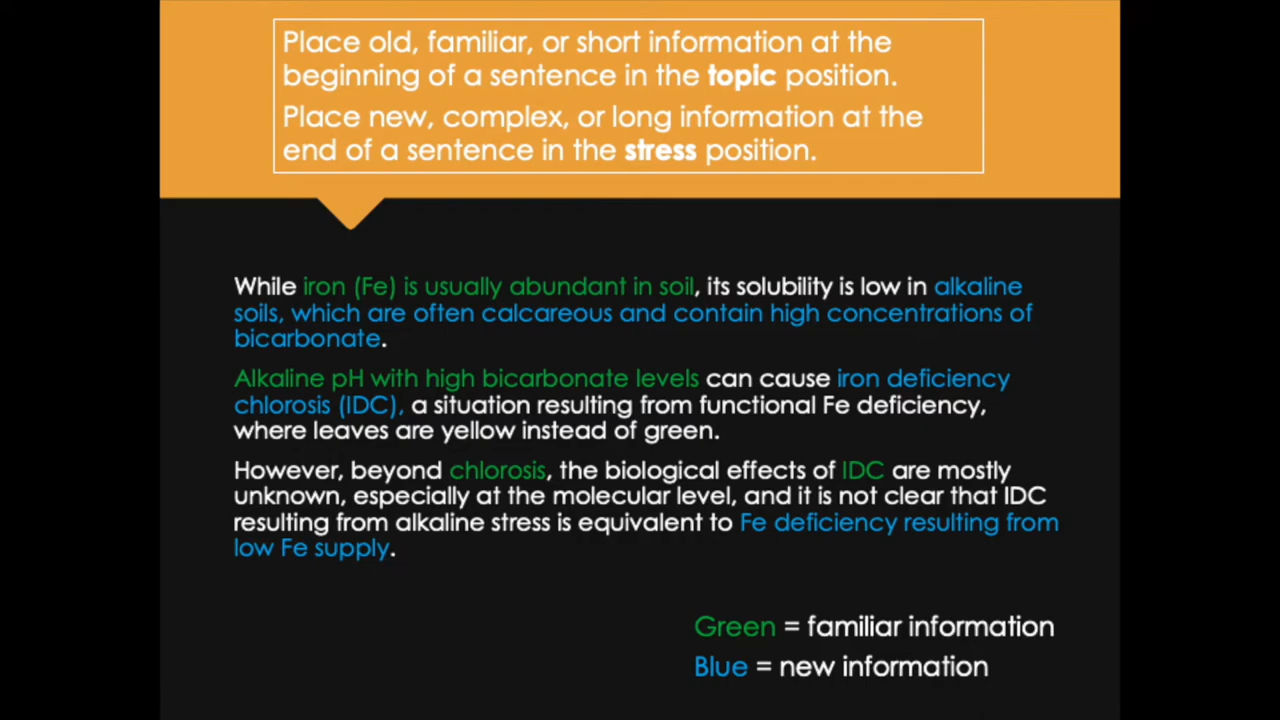 Place old, familiar, or short information at the
beginning of a sentence in the topic position.
Place new, complex, or long information at the
end of a sentence in the stress position.
While iron (Fe) is usually abundant in soil, its solubility is low in alkaline
soils, which are often calcareous and contain high concentrations of
bicarbonate.
Alkaline pH with high bicarbonate levels can cause iron deficiency
chlorosis (IDC), a situation resulting from functional Fe deficiency,
where leaves are yellow instead of green.
However, beyond chlorosis, the biological effects of IDC are mostly
unknown, especially at the molecular level, and it is not clear that IDC
resulting from alkaline stress is equivalent to Fe deficiency resulting from
low Fe supply.
Green = familiar information
Blue = new information